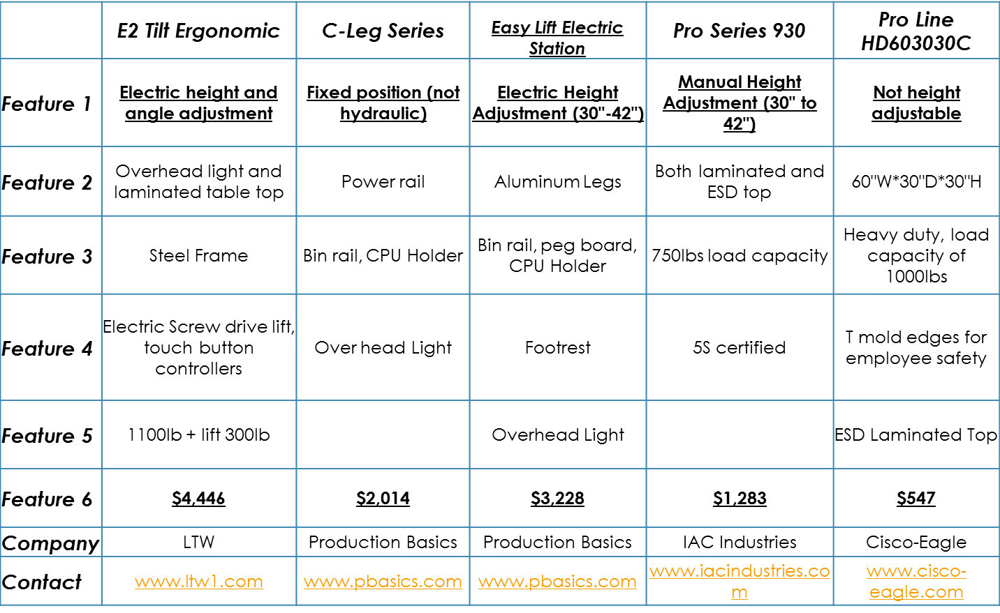 E2 Tilt Ergonomic
C-Leg Series
Easy Lift Electric
Station
Pro Series 930
Pro Line
HD603030C
Feature 1
Electric height and
angle adjustment
Fixed position (not
hydraulic)
Electric Height
Adjustment (30"-42")
Manual Height
Adjustment (30" to
42")
Not height
adjustable
Feature 2
Overhead light and
laminated table top
Power rail
Aluminum Legs
Both laminated and
ESD top
60"W*30"D*30"H
Feature 3
Steel Frame
Bin rail, CPU Holder
Bin rail, peg board,
CPU Holder
750lbs load capacity
Heavy duty, load
capacity of
1000lbs
Feature 4
Electric Screw drive lift,
touch button
controllers
Over head Light
Footrest
5S certified
T mold edges for
employee safety
Feature 5
1100lb + lift 300lb
Overhead Light
ESD Laminated Top
Feature 6
$4,446
$2,014
$3,228
$1,283
$547
Company
LTW
Production Basics
Production Basics
IAC Industries
Cisco-Eagle
Contact
www.ltw1.com
www.pbasics.com
www.pbasics.com
www.iacindustries.co
m
www.cisco-
eagle.com